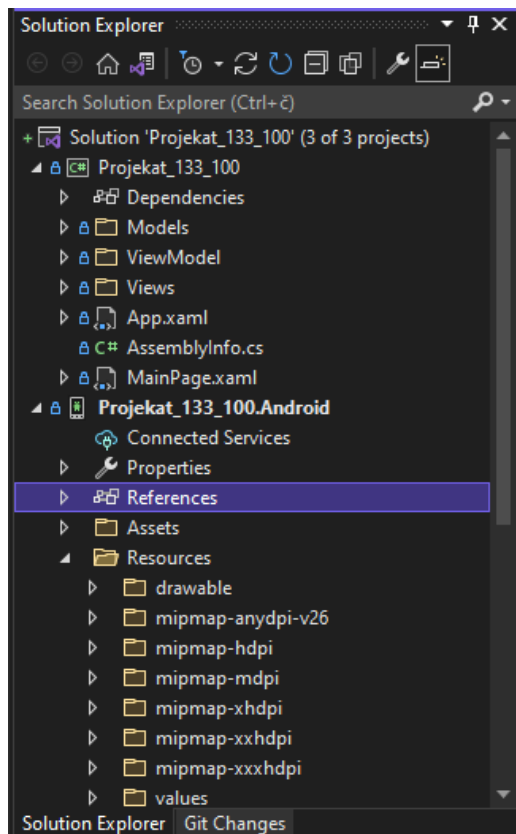 Solution Explorer
Search Solution Explorer (Ctrl+č)
Solution 'Projekat_133_100' (3 of 3 projects)
C# Projekat_133_100
Dependencies
Models
ViewModel
Views
App.xaml
C# AssemblyInfo.cs
MainPage.xaml
Projekat_133_100.Android
Connected Services
Properties
References
Assets
Resources
drawable
mipmap-anydpi-v26
mipmap-hdpi
mipmap-mdpi
mipmap-xhdpi
mipmap-xxhdpi
mipmap-xxxhdpi
values
Solution Explorer Git Changes